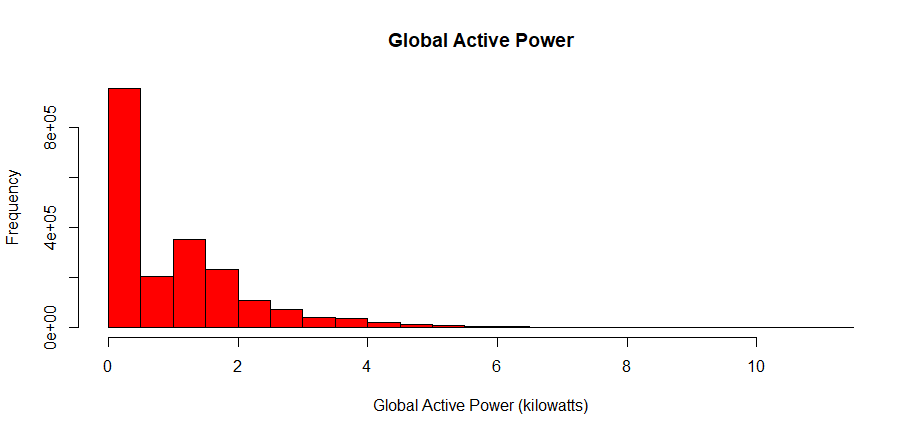 Global Active Power
Frequency
8e+05
4e+05
0e+00
0 2 4 6 8 10
Global Active Power (kilowatts)